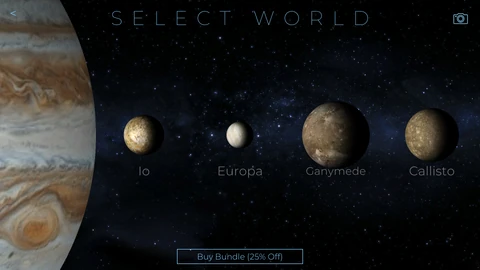 <
SELECT WORLD
Io
Europa
Ganymede
Callisto
Buy Bundle (25% Off)